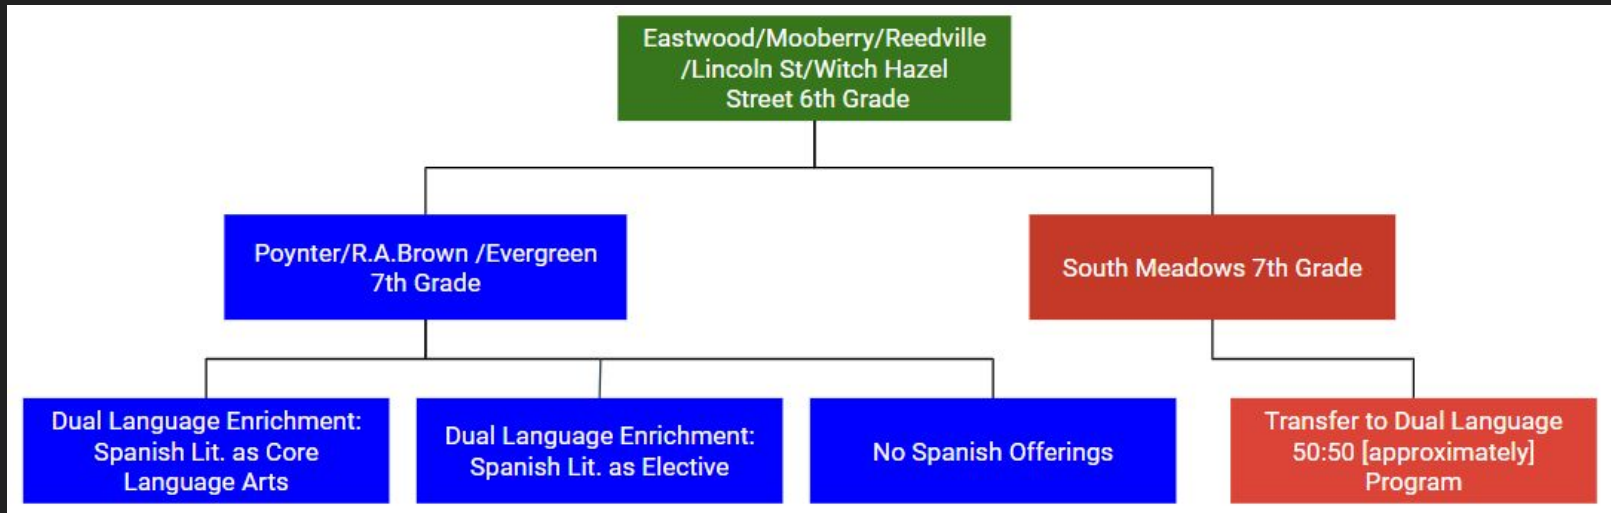 Eastwood/Mooberry/Reedville
/Lincoln St/Witch Hazel
Street 6th Grade
Poynter/R.A.Brown /Evergreen
7th Grade
South Meadows 7th Grade
Dual Language Enrichment:
Spanish Lit. as Core
Language Arts
Dual Language Enrichment:
Spanish Lit. as Elective
No Spanish Offerings
Transfer to Dual Language
50:50 [approximately]
Program